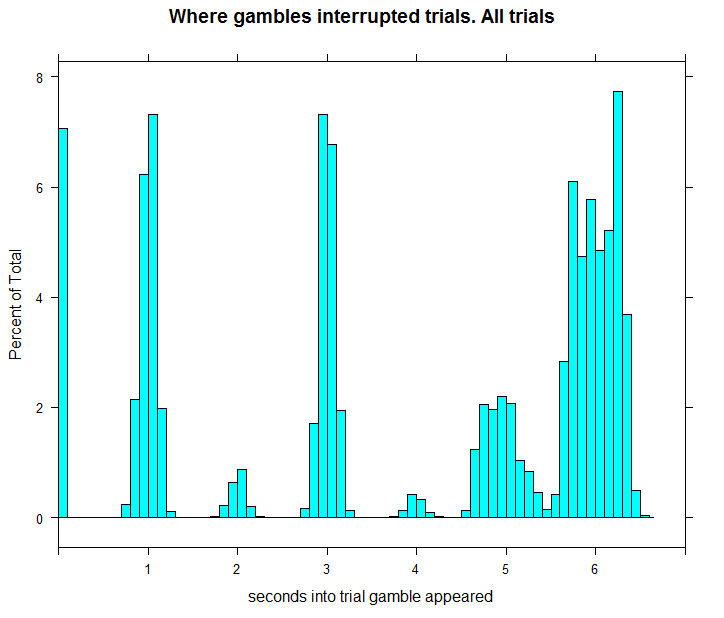 Where gambles interrupted trials. All trials
8
6
4
2
0
Percent of Total
1 2 3 4 5 6
seconds into trial gamble appeared